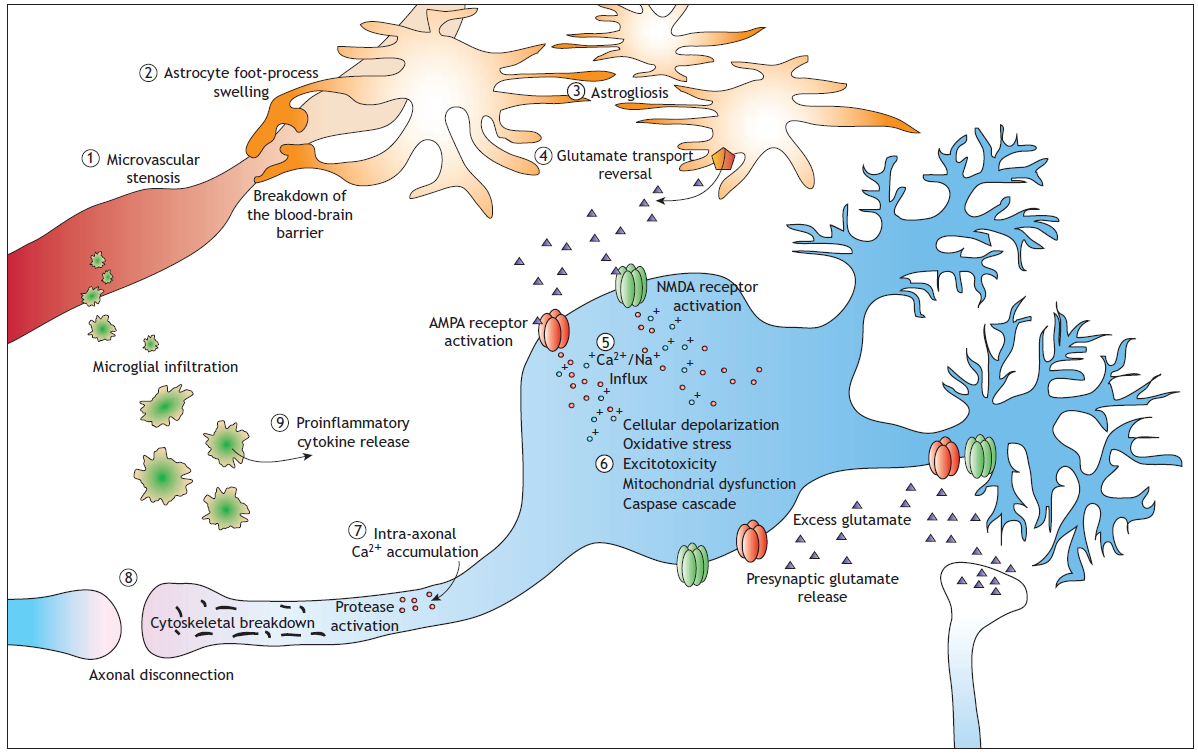 ② Astrocyte foot-process
swelling
③ Astrogliosis
① Microvascular
stenosis
④ Glutamate transport
reversal
Breakdown of
the blood-brain
barrier
NMDA receptor
activation
AMPA receptor
activation
⑤
Ca²⁺/Na⁺
Influx
Microglial infiltration
⑨ Proinflammatory
cytokine release
Cellular depolarization
Oxidative stress
⑥ Excitotoxicity
Mitochondrial dysfunction
Caspase cascade
Excess glutamate
⑦ Intra-axonal
Ca²⁺ accumulation
Presynaptic glutamate
release
⑧
Protease
activation
Cytoskeletal breakdown
Axonal disconnection